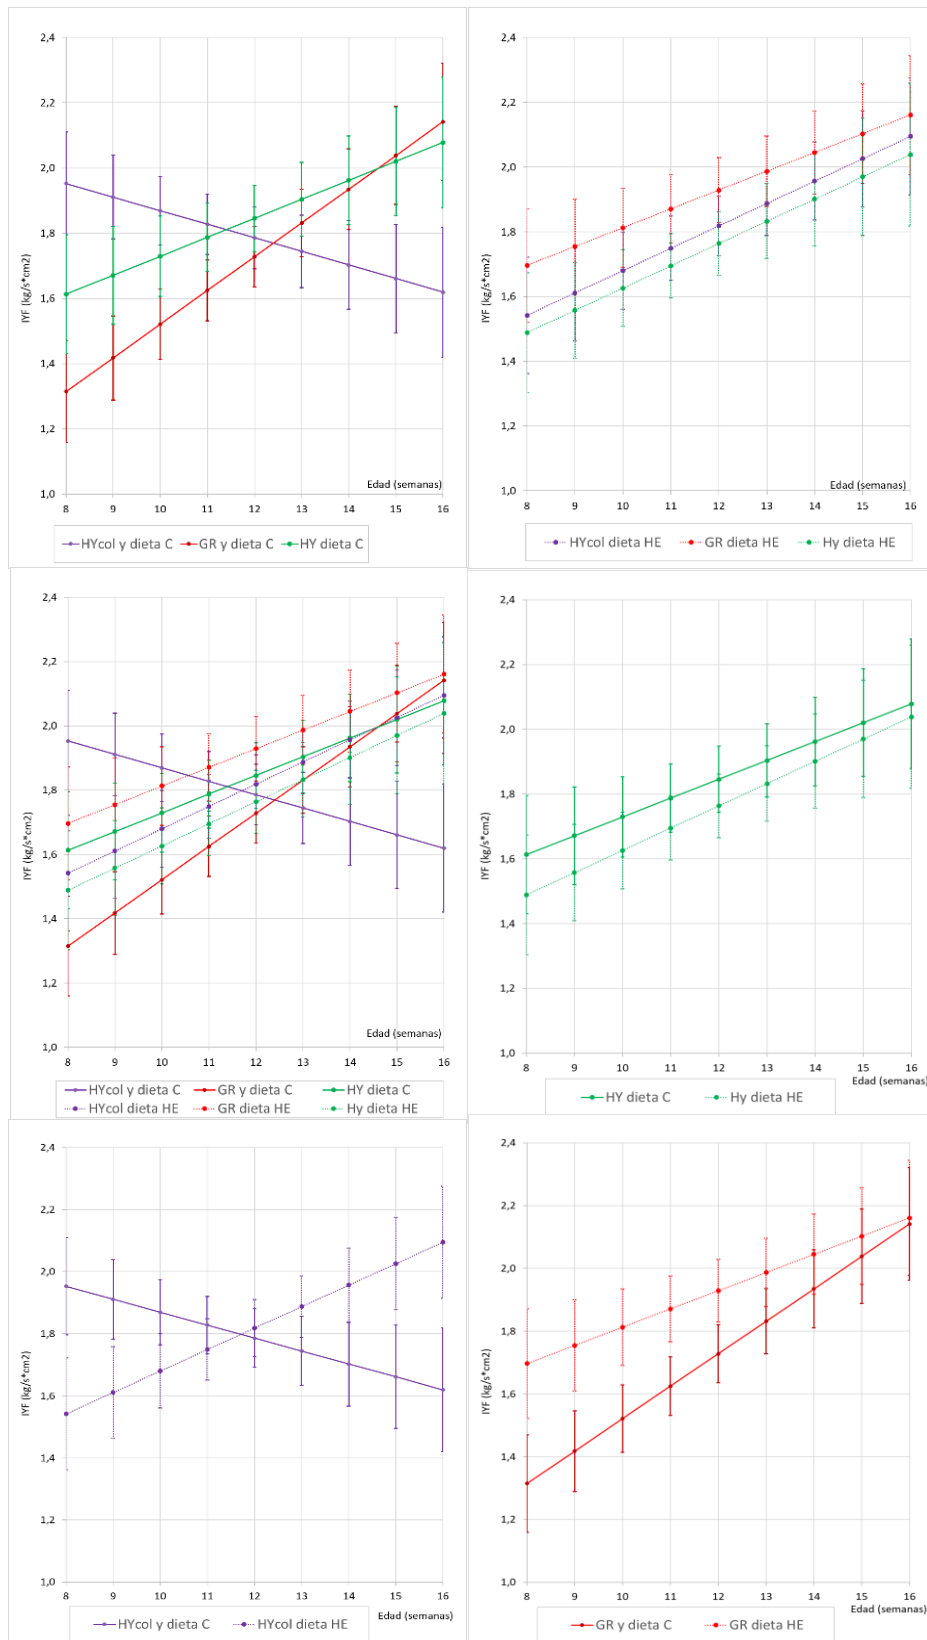 2,4
2,2
2,0
1,8
1,6
1,4
1,2
1,0
IYF (kg/s*cm2)
Edad (semanas)
8 9 10 11 12 13 14 15 16
HYcol y dieta C GR y dieta C HY dieta C
2,4
2,2
2,0
1,8
1,6
1,4
1,2
1,0
IYF (kg/s*cm2)
Edad (semanas)
8 9 10 11 12 13 14 15 16
HYcol dieta HE GR dieta HE Hy dieta HE
2,4
2,2
2,0
1,8
1,6
1,4
1,2
1,0
IYF (kg/s*cm2)
Edad (semanas)
8 9 10 11 12 13 14 15 16
HYcol y dieta C GR y dieta C HY dieta C
HYcol dieta HE GR dieta HE Hy dieta HE
2,4
2,2
2,0
1,8
1,6
1,4
1,2
1,0
IYF (kg/s*cm2)
8 9 10 11 12 13 14 15 16
Edad (semanas)
HY dieta C Hy dieta HE
2,4
2,2
2,0
1,8
1,6
1,4
1,2
1,0
IYF (kg/s*cm2)
8 9 10 11 12 13 14 15 16
Edad (semanas)
HYcol y dieta C HYcol dieta HE
2,4
2,2
2,0
1,8
1,6
1,4
1,2
1,0
IYF (kg/s*cm2)
8 9 10 11 12 13 14 15 16
Edad (semanas)
GR y dieta C GR dieta HE